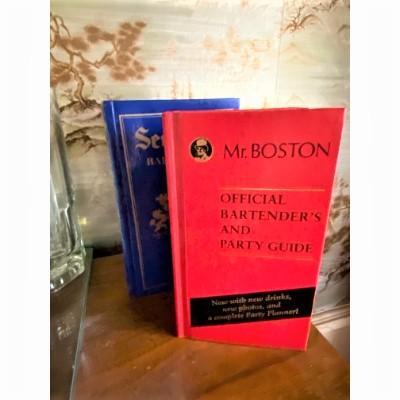 Mr. BOSTON
OFFICIAL
BARTENDER'S
AND
PARTY GUIDE
Now with new drinks,
new photos, and
a complete Party Planner!